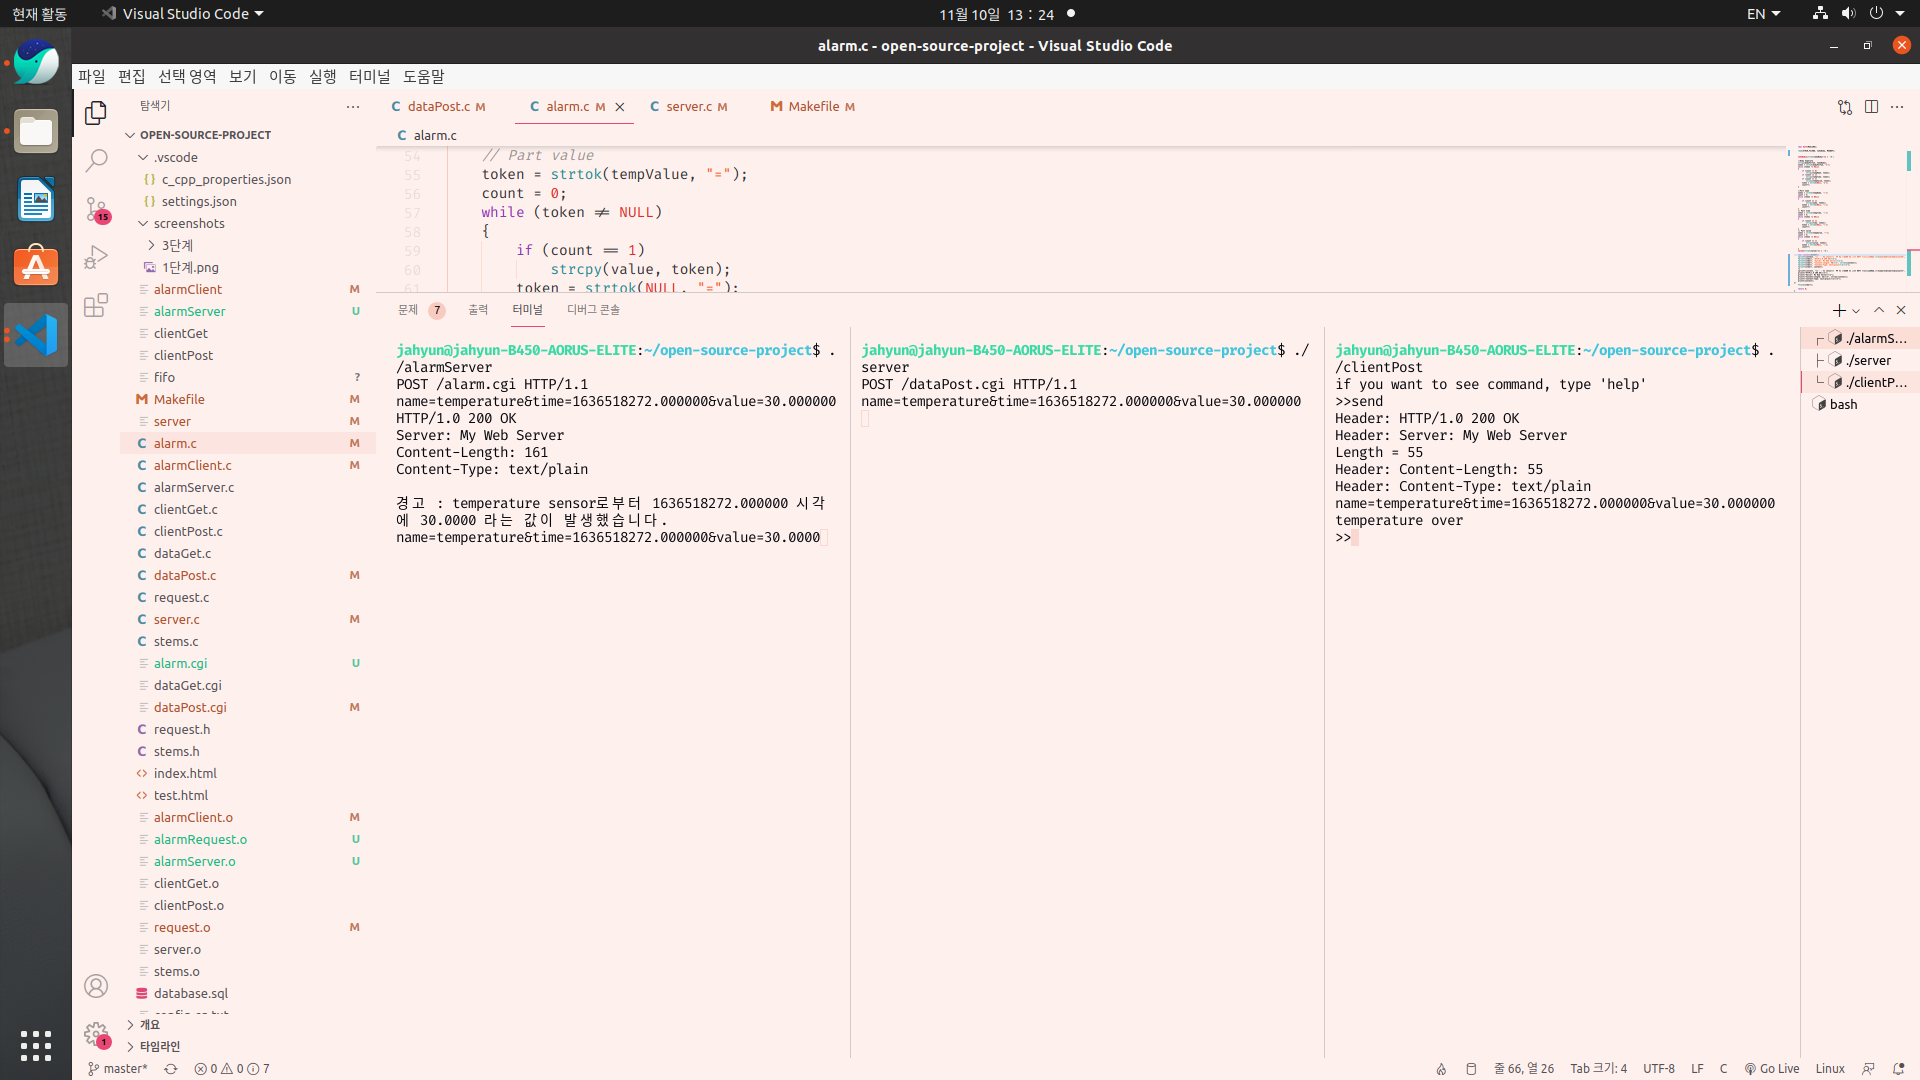 현재 활동
Visual Studio Code
11월 10일 13 : 24
EN
alarm.c - open-source-project - Visual Studio Code
파일 편집 선택 영역 보기 이동 실행 터미널 도움말
탐색기
OPEN-SOURCE-PROJECT
.vscode
c_cpp_properties.json
settings.json
screenshots
3단계
1단계.png
alarmClient M
alarmServer U
clientGet
clientPost
fifo ?
Makefile M
server M
alarm.c M
alarmClient.c M
alarmServer.c
clientGet.c
clientPost.c
dataGet.c
dataPost.c M
request.c
server.c M
stems.c
alarm.cgi U
dataGet.cgi
dataPost.cgi M
request.h
stems.h
index.html
test.html
alarmClient.o M
alarmRequest.o U
alarmServer.o U
clientGet.o
clientPost.o
request.o M
server.o
stems.o
database.sql
개요
타임라인
15
1
dataPost.c M
alarm.c M
server.c M
Makefile M
alarm.c
54 // Part value
55 token = strtok(tempValue, "=");
56 count = 0;
57 while (token ≠ NULL)
58 {
59 if (count == 1)
60 strcpy(value, token);
61 token = strtok(NULL, "=");
문제 7 출력 터미널 디버그 콘솔
jahyun@jahyun-B450-AORUS-ELITE:~/open-source-project$ .
/alarmServer
POST /alarm.cgi HTTP/1.1
name=temperature&time=1636518272.000000&value=30.000000
HTTP/1.0 200 OK
Server: My Web Server
Content-Length: 161
Content-Type: text/plain
경고 : temperature sensor로부터 1636518272.000000 시각
에 30.0000 라는 값이 발생했습니다.
name=temperature&time=1636518272.000000&value=30.0000
jahyun@jahyun-B450-AORUS-ELITE:~/open-source-project$ ./
server
POST /dataPost.cgi HTTP/1.1
name=temperature&time=1636518272.000000&value=30.000000
jahyun@jahyun-B450-AORUS-ELITE:~/open-source-project$ .
/clientPost
if you want to see command, type 'help'
>>send
Header: HTTP/1.0 200 OK
Header: Server: My Web Server
Length = 55
Header: Content-Length: 55
Header: Content-Type: text/plain
name=temperature&time=1636518272.000000&value=30.000000
temperature over
>>
./alarmS...
./server
./clientP...
bash
master* 0 0 7
줄 66, 열 26 Tab 크기: 4 UTF-8 LF C Go Live Linux